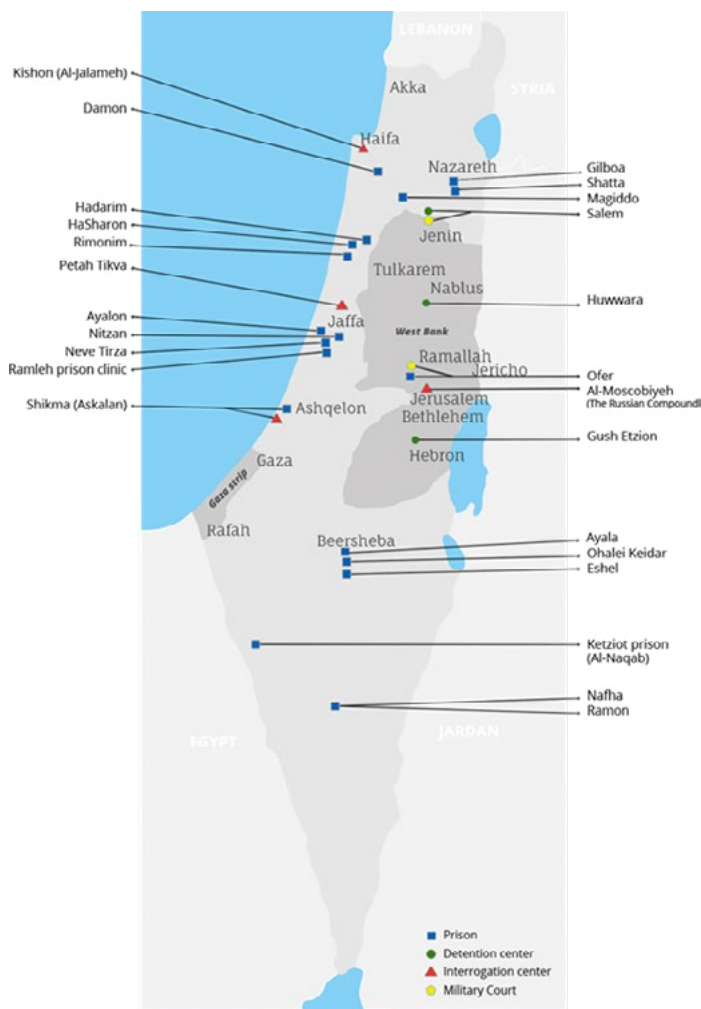 LEBANON
SYRIA
Kishon (Al-Jalameh)
Damon
Akka
Haifa
Nazareth
Gilboa
Shatta
Magiddo
Salem
Hadarim
HaSharon
Rimonim
Petah Tikva
Jenin
Tulkarem
Nablus
Huwwara
Ayalon
Nitzan
Neve Tirza
Ramleh prison clinic
Jaffa
West Bank
Ramallah
Jericho
Ofer
Al-Moscobiyeh
(The Russian Compound)
Shikma (Askalan)
Ashqelon
Jerusalem
Bethlehem
Gush Etzion
Hebron
Gaza
Gaza strip
Rafah
Beersheba
Ayala
Ohalei Keidar
Eshel
Ketziot prison
(Al-Naqab)
Nafha
Ramon
EGYPT
JARDAN
Prison
Detention center
Interrogation center
Military Court